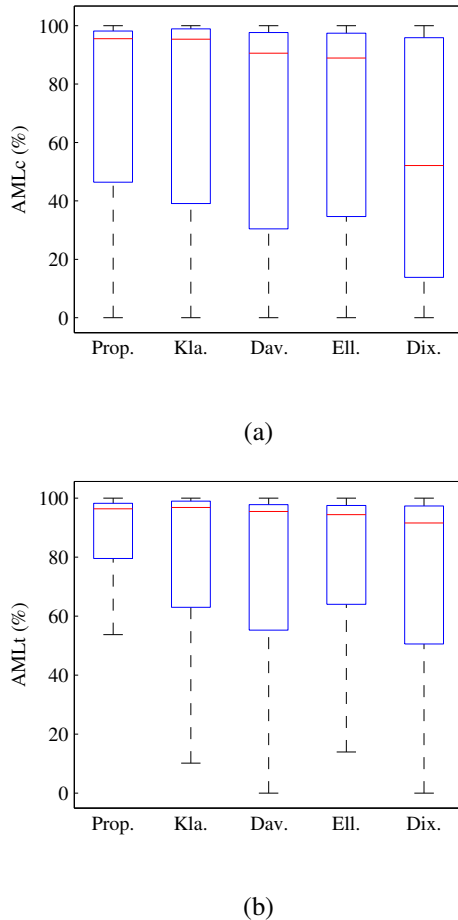 100
80
60
40
20
0
AMLc (%)
Prop. Kla. Dav. Ell. Dix.
(a)
100
80
60
40
20
0
AMLt (%)
Prop. Kla. Dav. Ell. Dix.
(b)